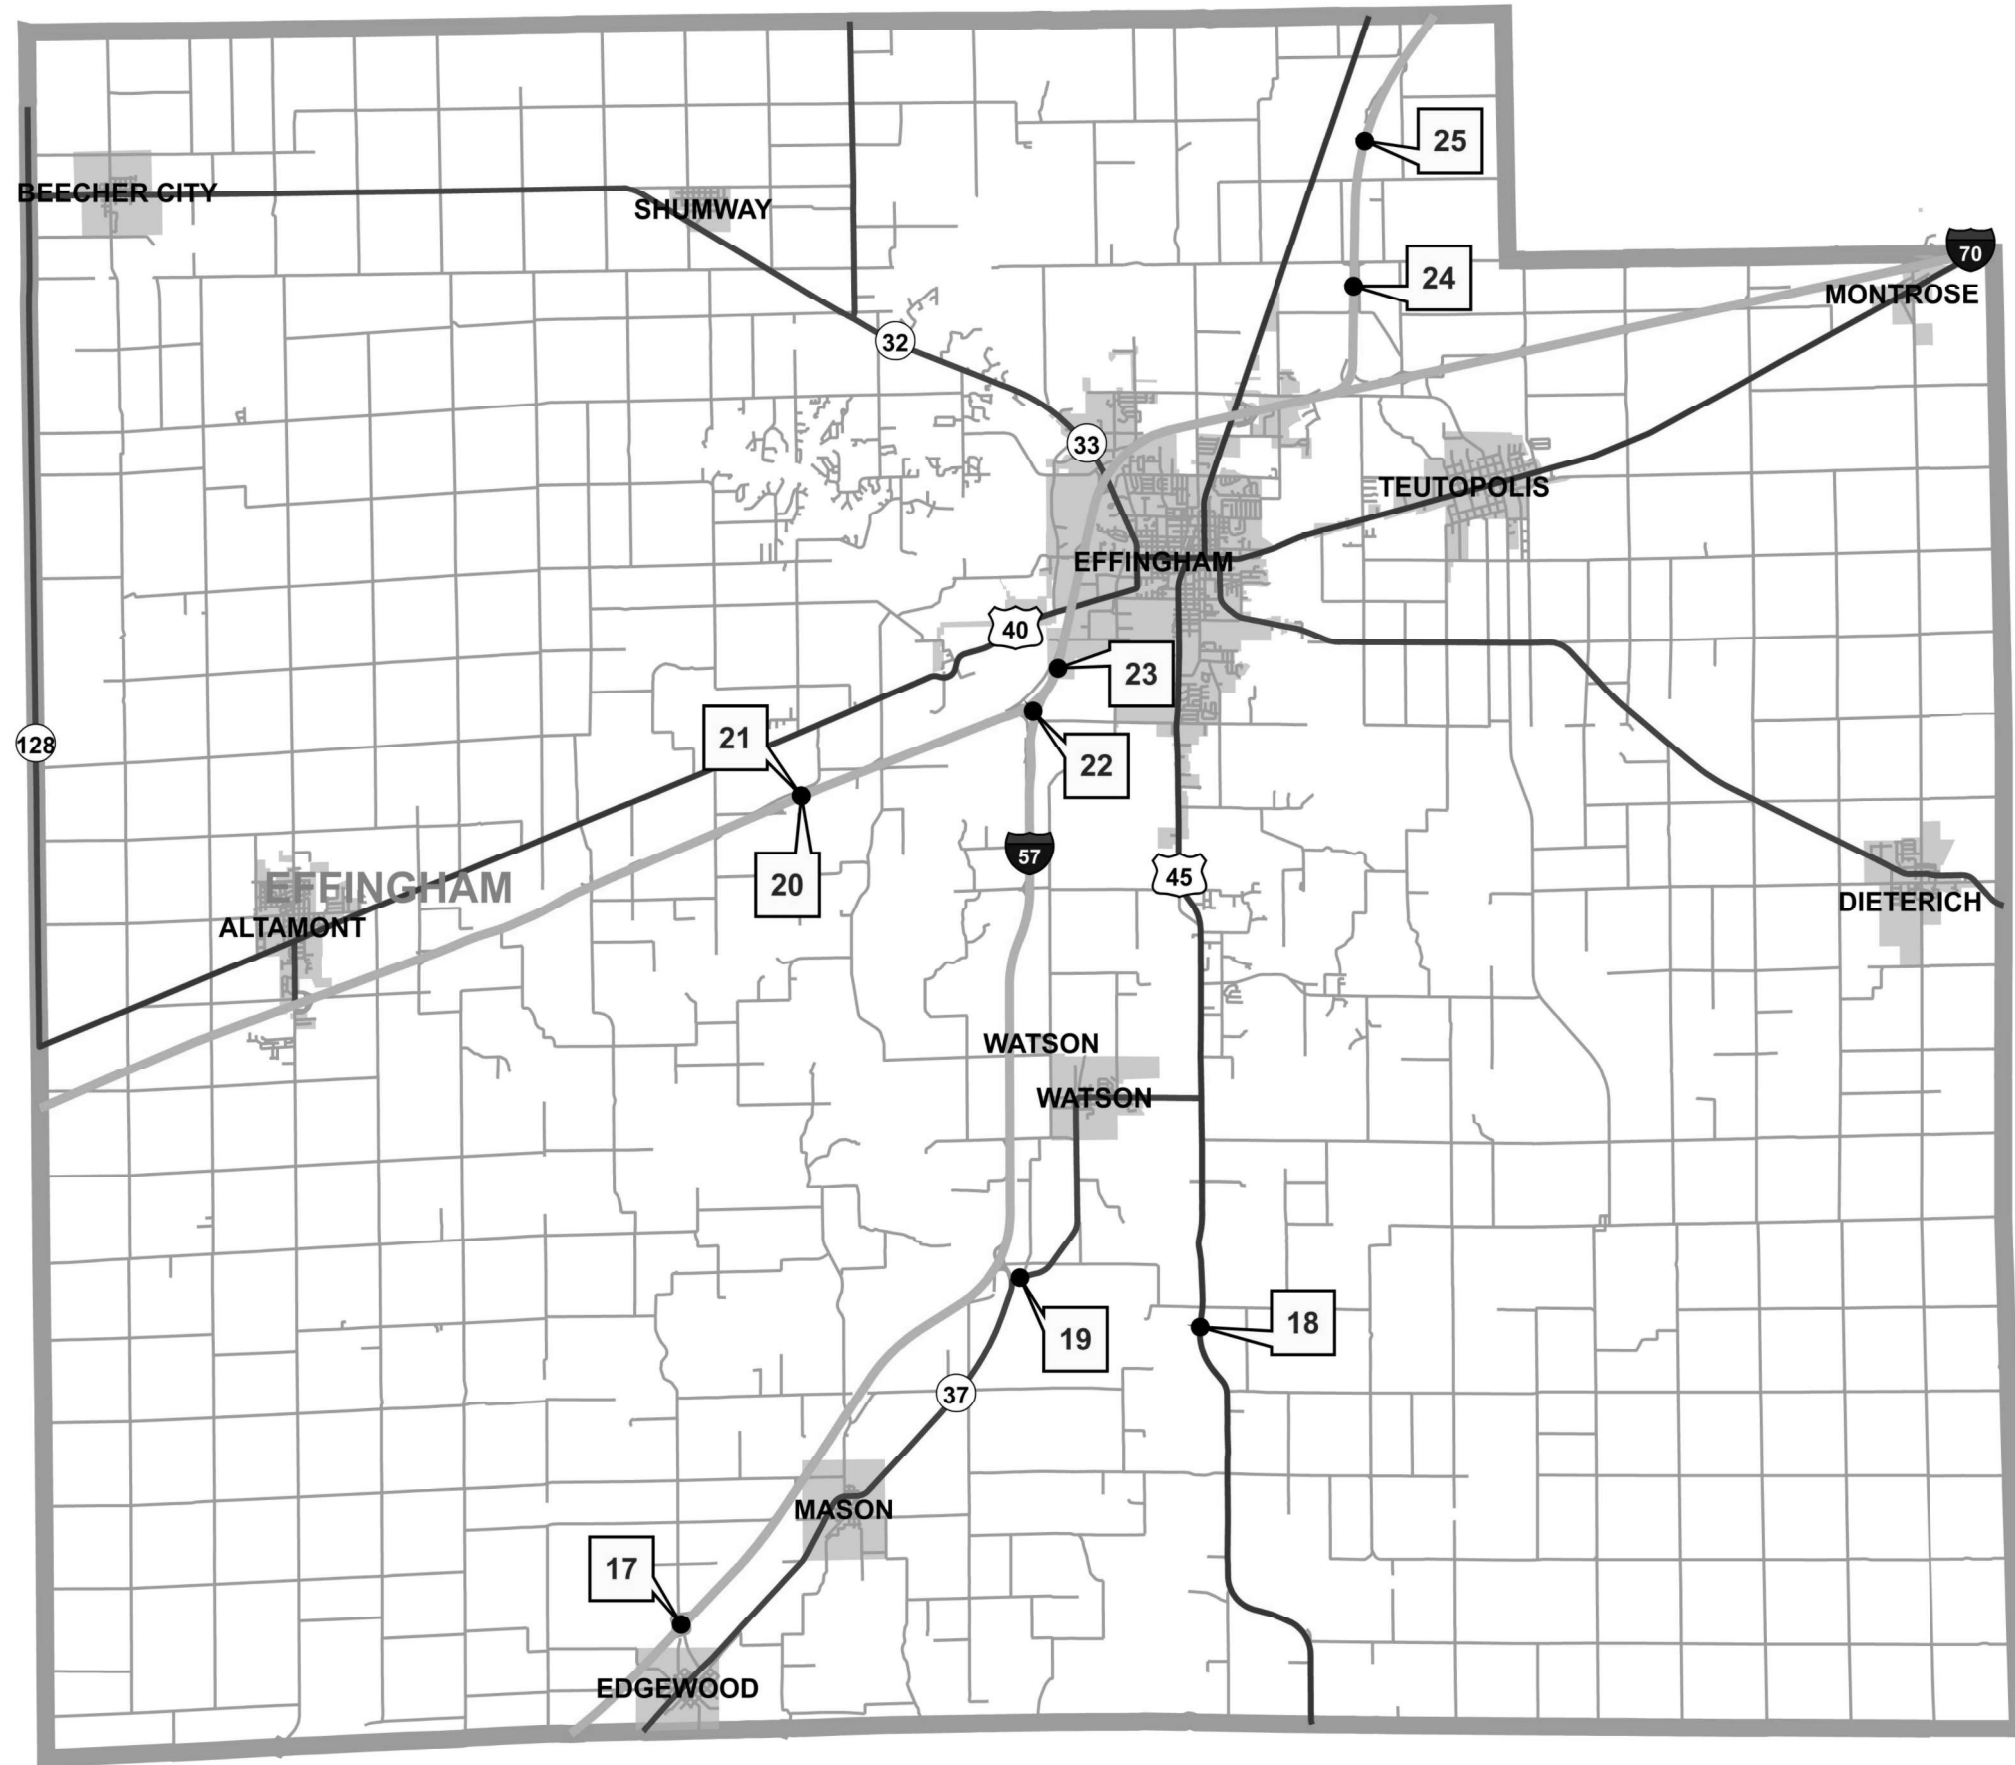 25
BEECHER CITY
SHUMWAY
70
24
MONTROSE
32
33
TEUTOPOLIS
EFFINGHAM
40
23
21
128
22
57
20
45
EFFINGHAM
DIETERICH
ALTAMONT
WATSON
WATSON
18
19
37
MASON
17
EDGEWOOD